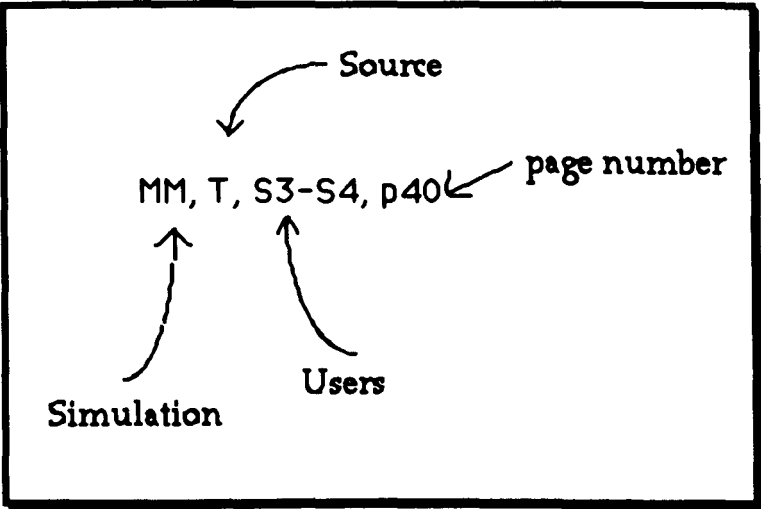 Source
page number
MM, T, S3-S4, p40
Users
Simulation